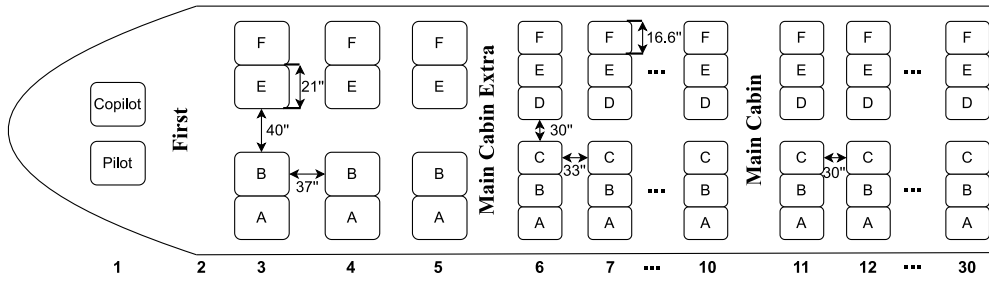 F F F F F F F F F
16.6"
E E E E E E E E E
Copilot
21"
... ...
D D D D D D
First
Main Cabin Extra
Main Cabin
40"
30"
Pilot
B B B C C C C C C
37"
33"
30"
B B B B B B
... ...
A A A A A A A A A
1 2 3 4 5 6 7 ... 10 11 12 ... 30